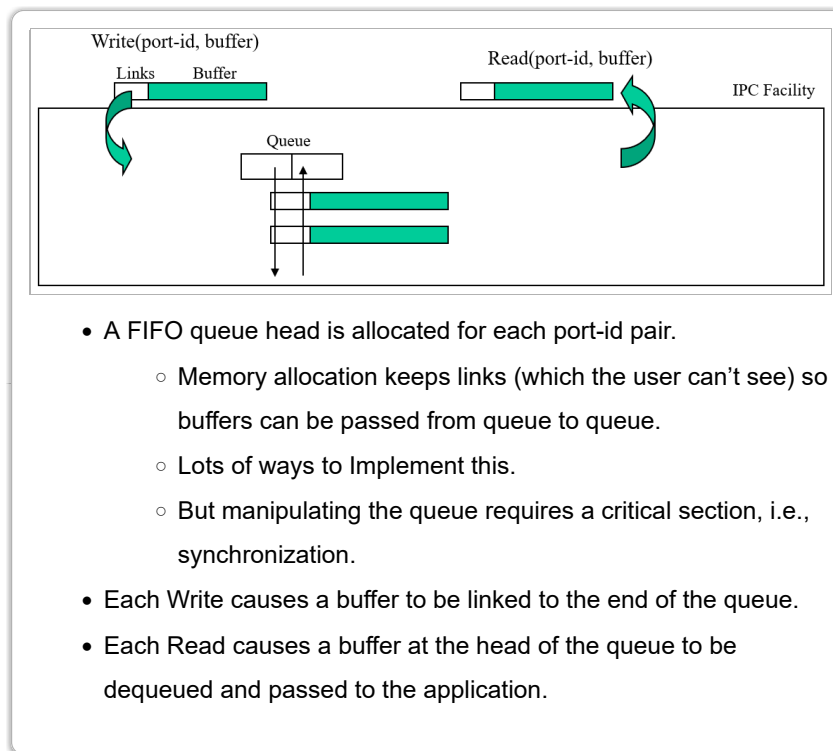 Write(port-id, buffer)
Read(port-id, buffer)
Links Buffer
IPC Facility
Queue
• A FIFO queue head is allocated for each port-id pair.
○ Memory allocation keeps links (which the user can’t see) so
buffers can be passed from queue to queue.
○ Lots of ways to Implement this.
○ But manipulating the queue requires a critical section, i.e.,
synchronization.
• Each Write causes a buffer to be linked to the end of the queue.
• Each Read causes a buffer at the head of the queue to be
dequeued and passed to the application.